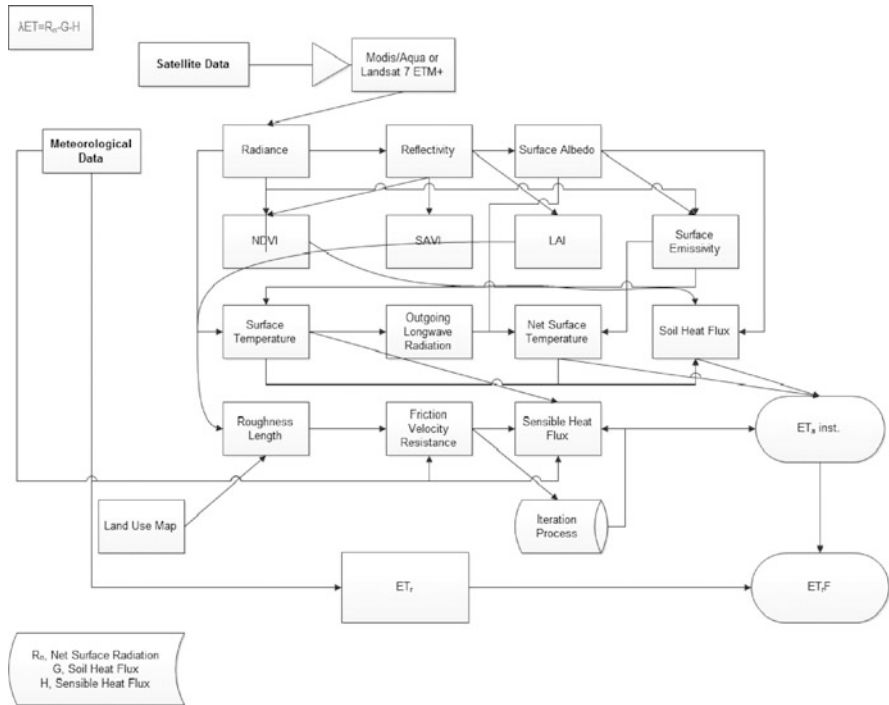 λET=Rn-G-H
Satellite Data
Modis/Aqua or
Landsat 7 ETM+
Meteorological
Data
Radiance
Reflectivity
Surface Albedo
NDVI
SAVI
LAI
Surface
Emissivity
Surface
Temperature
Outgoing
Longwave
Radiation
Net Surface
Temperature
Soil Heat Flux
Roughness
Length
Friction
Velocity
Resistance
Sensible Heat
Flux
ETa inst.
Land Use Map
Iteration
Process
ETr
ETrF
Rn, Net Surface Radiation
G, Soil Heat Flux
H, Sensible Heat Flux